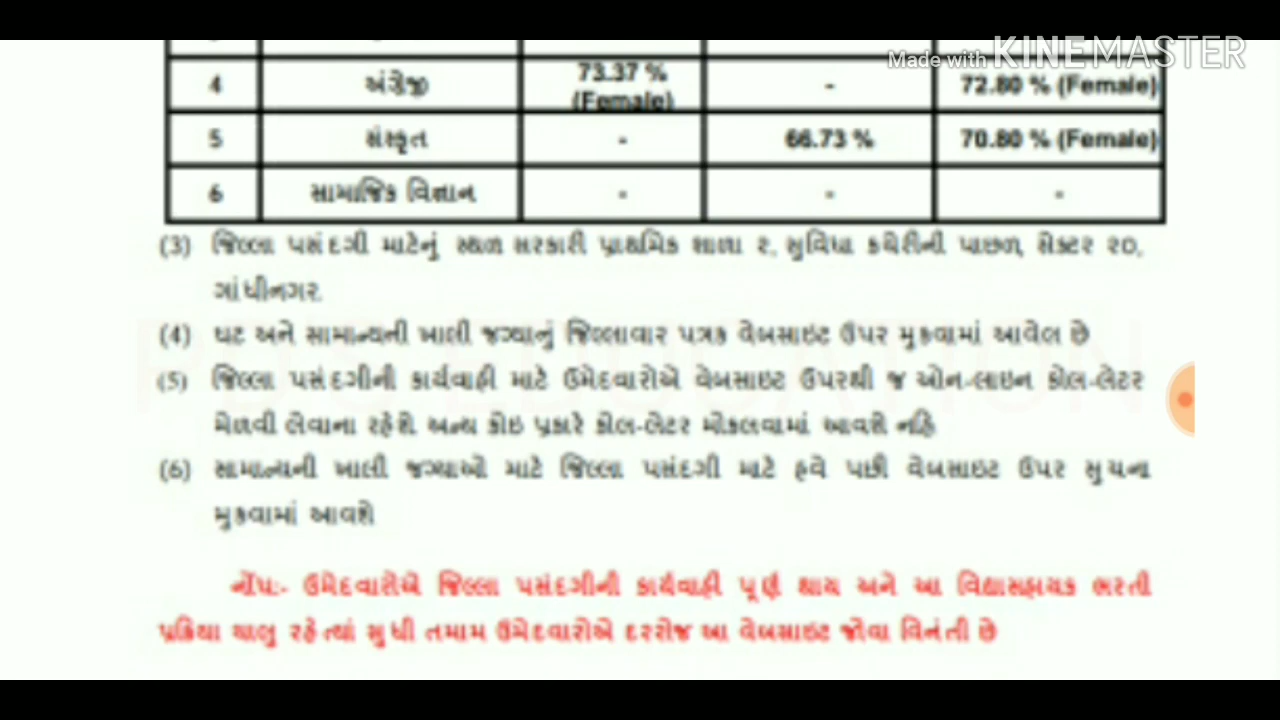 Made with KINEMASTER
4 અંગ્રેજી 73.37 % (Female) - 72.80 % (Female)
5 સંસ્કૃત - 66.73 % 70.80 % (Female)
6 સામાજિક વિજ્ઞાન - - -
(3) જિલ્લા પસંદગી માટેનું સ્થળ સરકારી પ્રાથમિક શાળા ૨, સુવિધા કચેરીની પાછળ, સેક્ટર ૨૦,
ગાંધીનગર.
(4) ઘટ અને સામાન્યની ખાલી જગ્યાનું જિલ્લાવાર પત્રક વેબસાઇટ ઉપર મુકવામાં આવેલ છે
(5) જિલ્લા પસંદગીની કાર્યવાહી માટે ઉમેદવારોએ વેબસાઇટ ઉપરથી જ ઓન-લાઇન કોલ-લેટર
મેળવી લેવાના રહેશે. અન્ય કોઇ પ્રકારે કોલ-લેટર મોકલવામાં આવશે નહિ
(6) સામાન્યની ખાલી જગ્યાઓ માટે જિલ્લા પસંદગી માટે હવે પછી વેબસાઇટ ઉપર સુચના
મુકવામાં આવશે
નોંધ:- ઉમેદવારોએ જિલ્લા પસંદગીની કાર્યવાહી પૂર્ણ થાય અને આ વિદ્યાસહાયક ભરતી
પ્રક્રિયા ચાલુ રહે ત્યાં સુધી તમામ ઉમેદવારોએ દરરોજ આ વેબસાઇટ જોવા વિનંતી છે